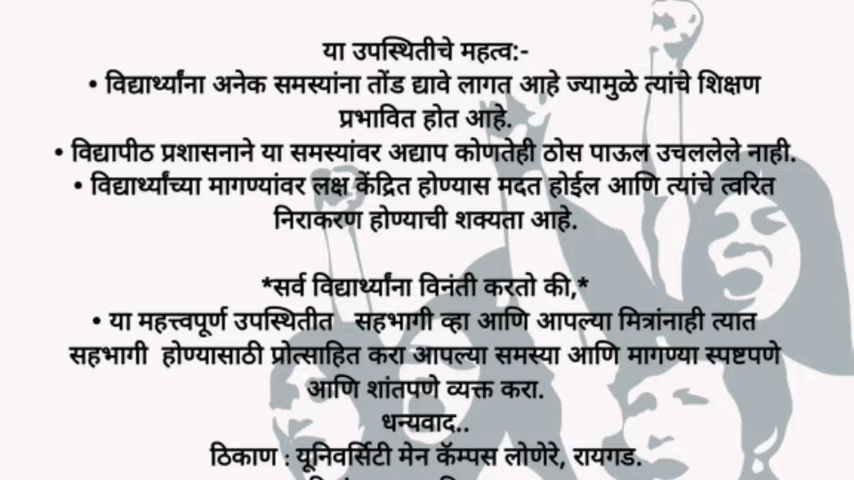 या उपस्थितीचे महत्व:-
• विद्यार्थ्यांना अनेक समस्यांना तोंड द्यावे लागत आहे ज्यामुळे त्यांचे शिक्षण
प्रभावित होत आहे.
• विद्यापीठ प्रशासनाने या समस्यांवर अद्याप कोणतेही ठोस पाऊल उचललेले नाही.
• विद्यार्थ्यांच्या मागण्यांवर लक्ष केंद्रित होण्यास मदत होईल आणि त्यांचे त्वरित
निराकरण होण्याची शक्यता आहे.
*सर्व विद्यार्थ्यांना विनंती करतो की,*
• या महत्त्वपूर्ण उपस्थितीत सहभागी व्हा आणि आपल्या मित्रांनाही त्यात
सहभागी होण्यासाठी प्रोत्साहित करा आपल्या समस्या आणि मागण्या स्पष्टपणे
आणि शांतपणे व्यक्त करा.
धन्यवाद..
ठिकाण : यूनिवर्सिटी मेन कॅम्पस लोणेरे, रायगड.